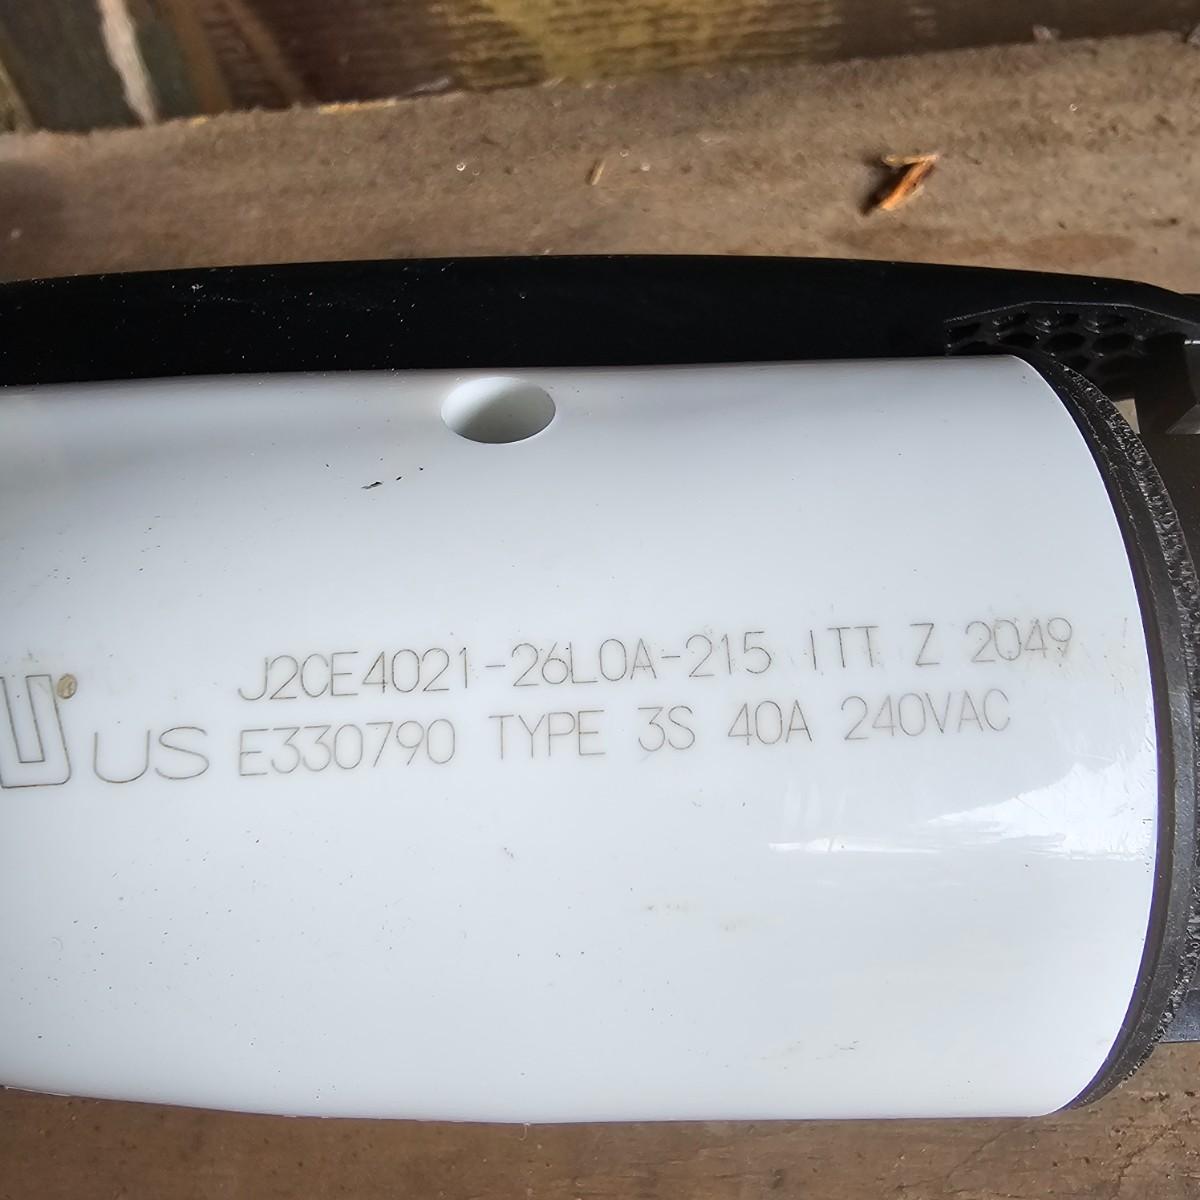 J2CE4021-26L0A-215 ITT Z 2049
US E330790 TYPE 3S 40A 240VAC